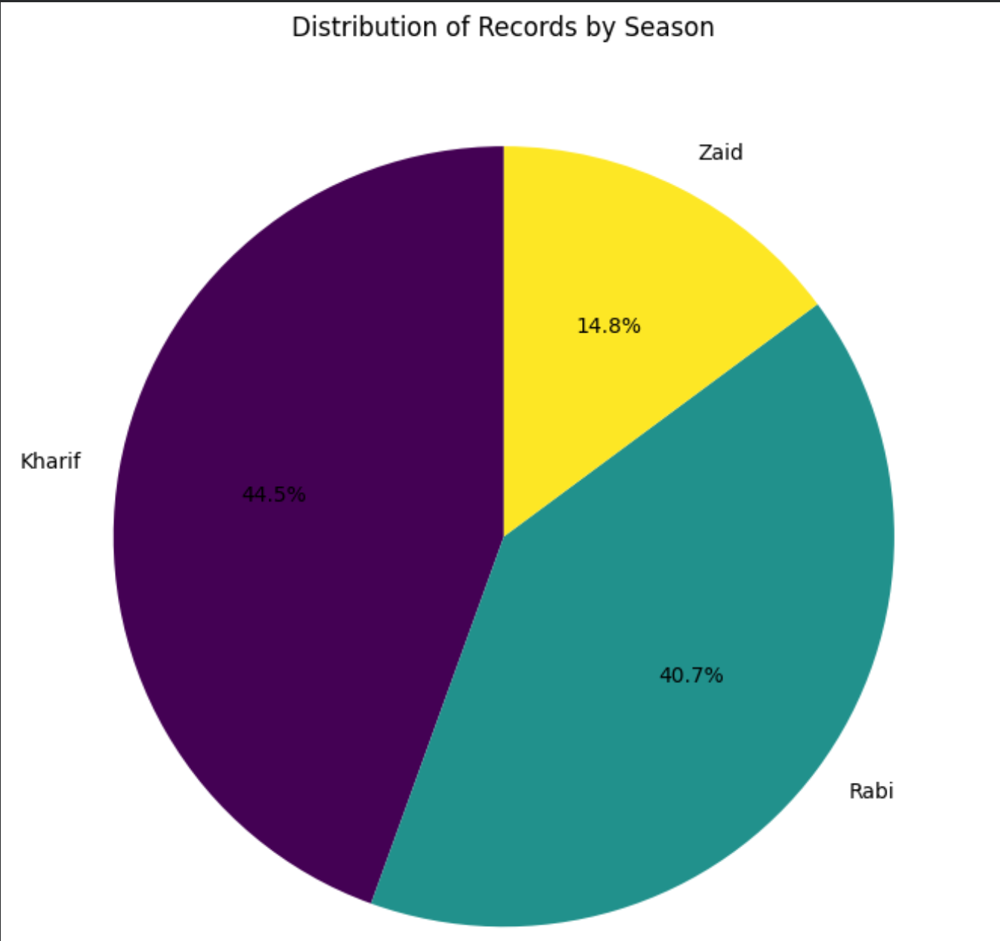 Distribution of Records by Season
Zaid
14.8%
Kharif
44.5%
40.7%
Rabi